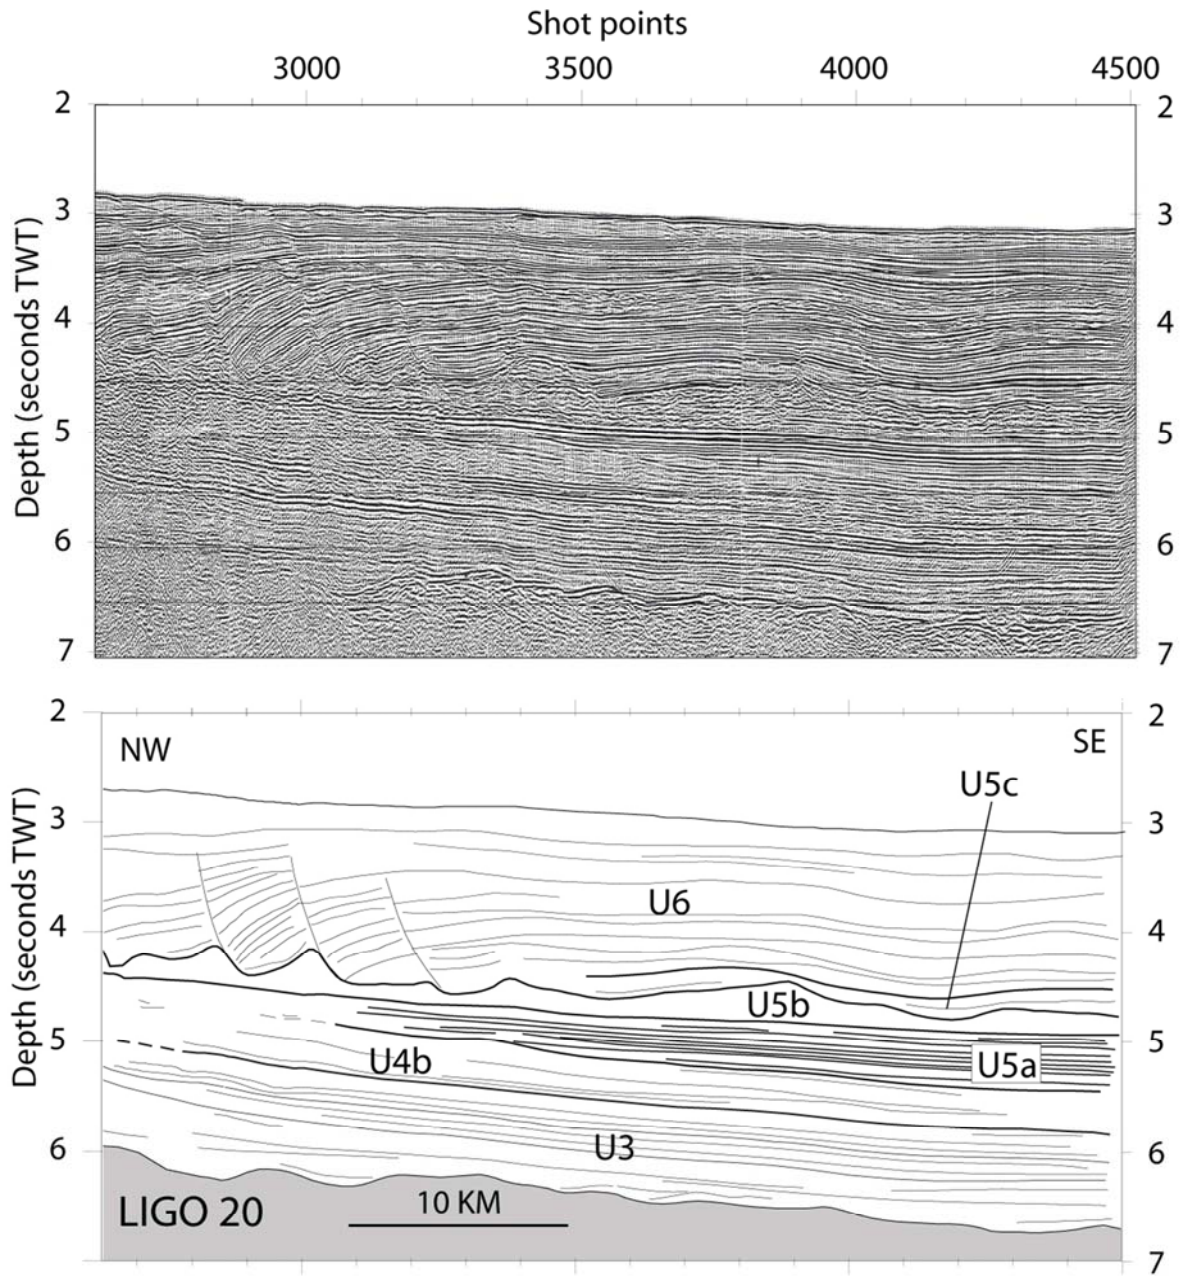 Shot points
3000 3500 4000 4500
2 2
3 3
4 4
5 5
6 6
7 7
Depth (seconds TWT)
2 2
NW SE
U5c
3 3
U6
4 4
U5b
5 5
U5a
U4b
U3
6 6
LIGO 20
10 KM
7
Depth (seconds TWT)